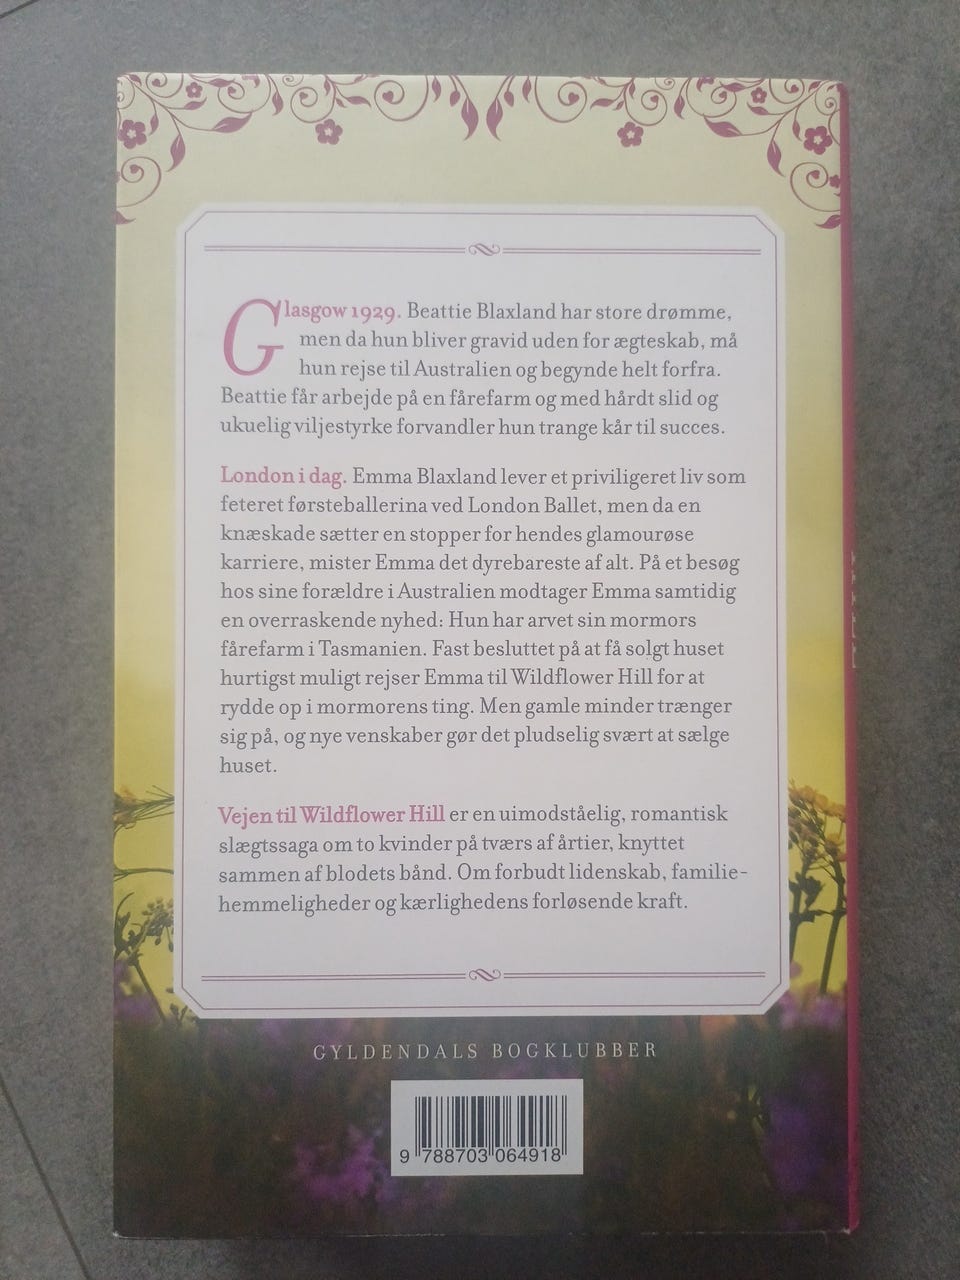 Glasgow 1929. Beattie Blaxland har store drømme,
men da hun bliver gravid uden for ægteskab, må
hun rejse til Australien og begynde helt forfra.
Beattie får arbejde på en fårefarm og med hårdt slid og
ukuelig viljestyrke forvandler hun trange kår til succes.
London i dag. Emma Blaxland lever et priviligeret liv som
feteret førsteballerina ved London Ballet, men da en
knæskade sætter en stopper for hendes glamourøse
karriere, mister Emma det dyrebareste af alt. På et besøg
hos sine forældre i Australien modtager Emma samtidig
en overraskende nyhed: Hun har arvet sin mormors
fårefarm i Tasmanien. Fast besluttet på at få solgt huset
hurtigst muligt rejser Emma til Wildflower Hill for at
rydde op i mormorens ting. Men gamle minder trænger
sig på, og nye venskaber gør det pludselig svært at sælge
huset.
Vejen til Wildflower Hill er en uimodståelig, romantisk
slægtssaga om to kvinder på tværs af årtier, knyttet
sammen af blodets bånd. Om forbudt lidenskab, familie-
hemmeligheder og kærlighedens forløsende kraft.
GYLDENDALS BOGKLUBBER
9 788703 064918